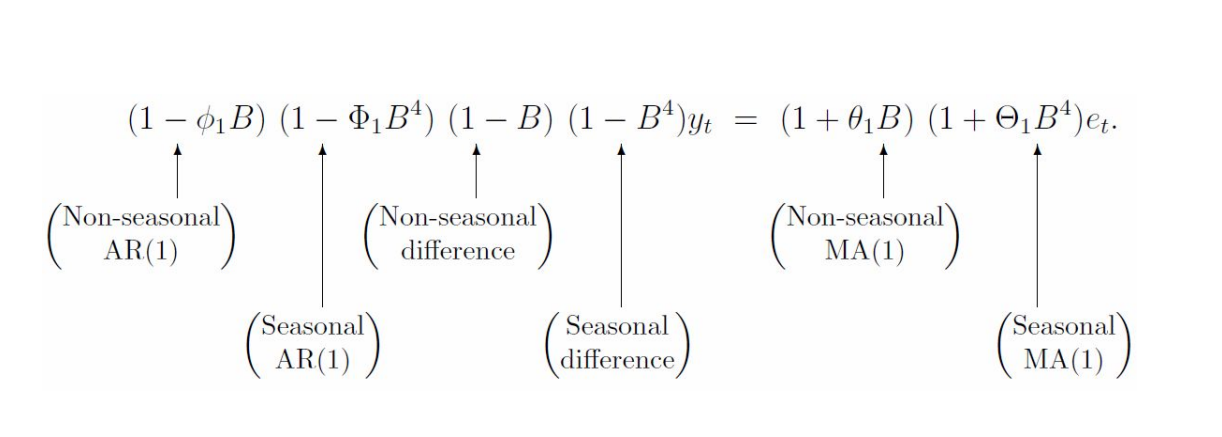 (1 − ϕ₁B) (1 − Φ₁B⁴) (1 − B) (1 − B⁴)yₜ = (1 + θ₁B) (1 + Θ₁B⁴)eₜ.
(Non-seasonal
AR(1))
(Non-seasonal
difference)
(Non-seasonal
MA(1))
(Seasonal
AR(1))
(Seasonal
difference)
(Seasonal
MA(1))